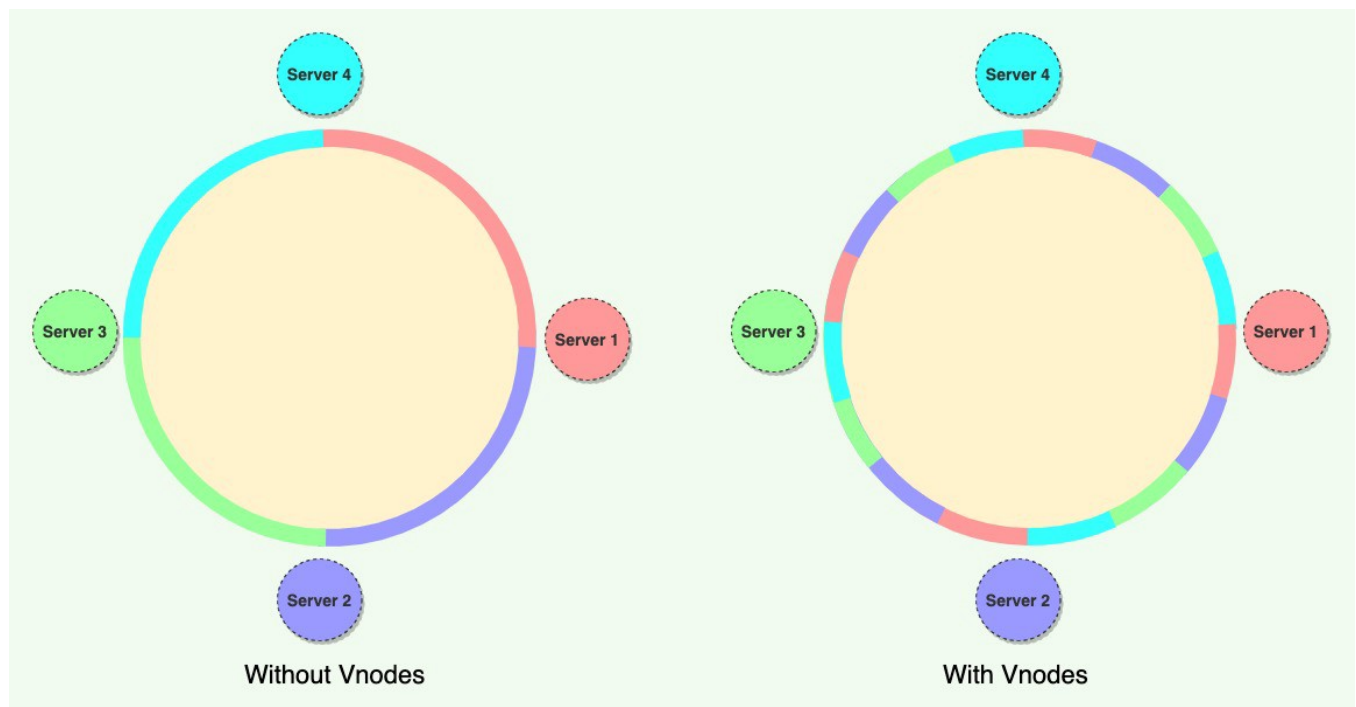 Server 4
Server 3
Server 1
Server 2
Without Vnodes
Server 4
Server 3
Server 1
Server 2
With Vnodes